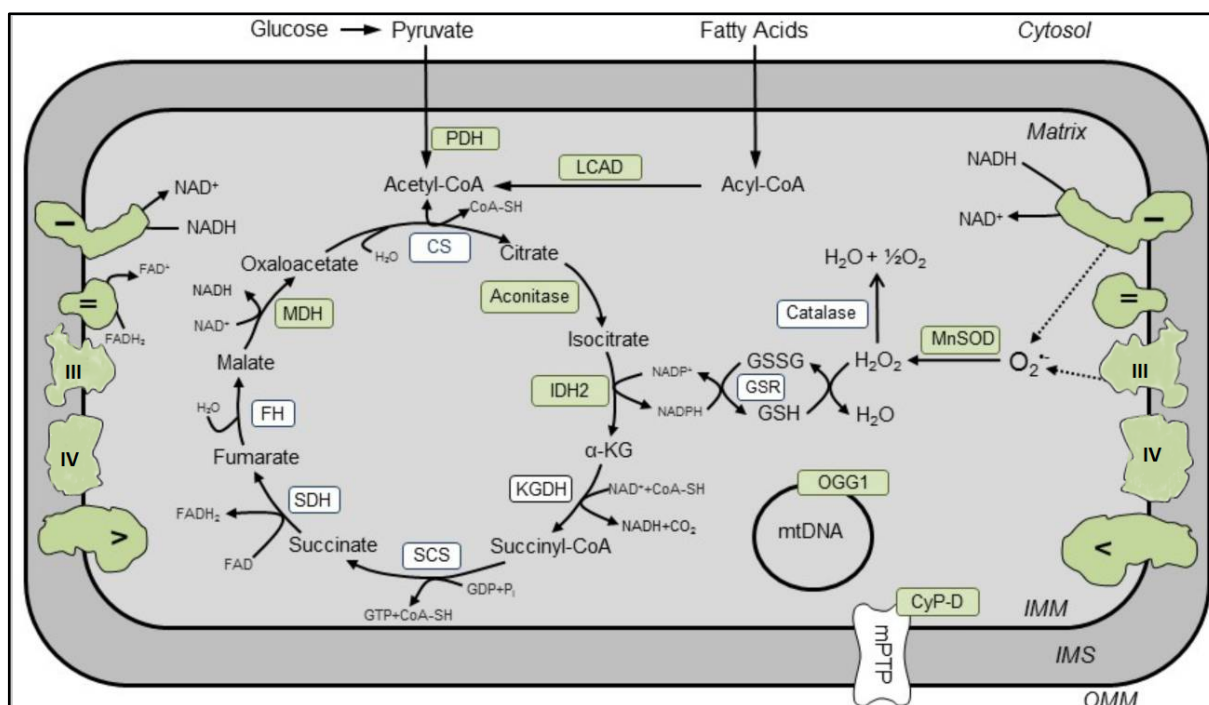 Glucose → Pyruvate
Fatty Acids
Cytosol
Matrix
PDH
LCAD
Acetyl-CoA
Acyl-CoA
CoA-SH
CS
H₂O
Citrate
Oxaloacetate
Aconitase
Isocitrate
NADH
NAD⁺
MDH
Malate
H₂O
FH
Fumarate
FADH₂
FAD
SDH
Succinate
SCS
GTP+CoA-SH
GDP+Pᵢ
Succinyl-CoA
KGDH
NAD⁺+CoA-SH
NADH+CO₂
α-KG
IDH2
NADP⁺
NADPH
GSSG
GSR
GSH
H₂O + ½O₂
Catalase
H₂O₂
H₂O
MnSOD
O₂•-
NAD⁺
NADH
I
FAD⁺
II
FADH₂
III
IV
V
NADH
NAD⁺
I
II
III
IV
V
OGG1
mtDNA
CyP-D
mPTP
IMM
IMS
OMM